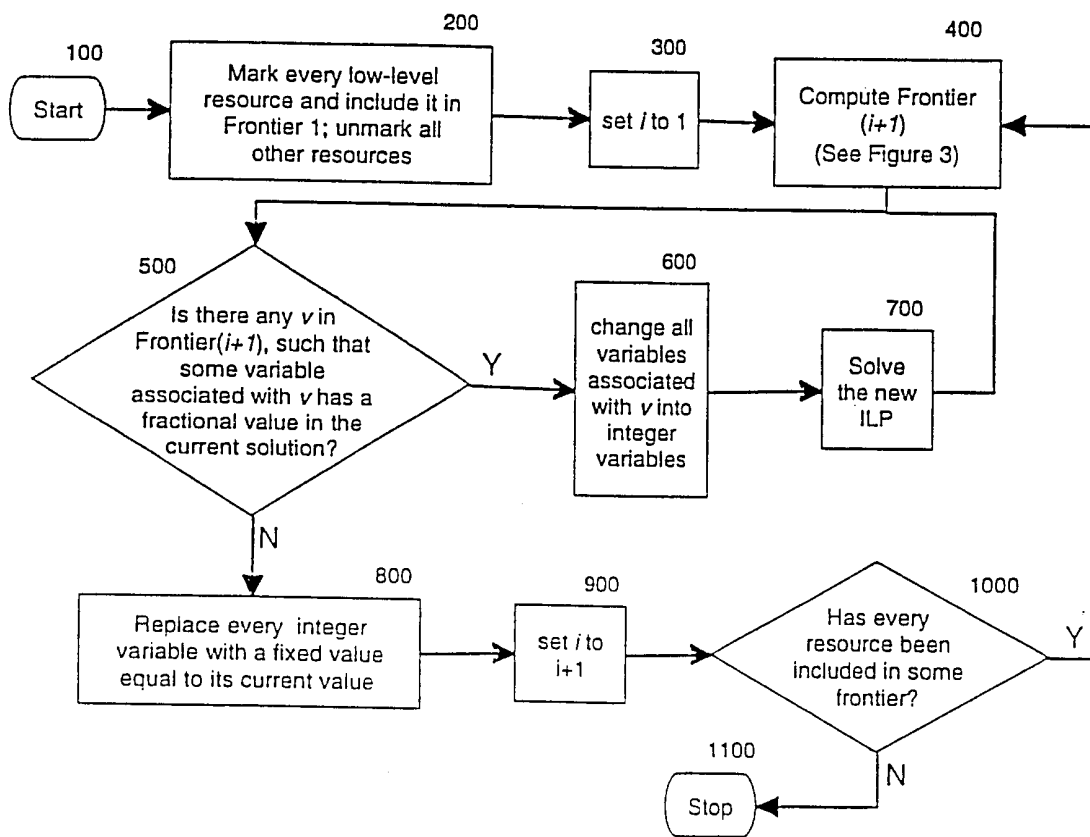 100
Start
200
Mark every low-level
resource and include it in
Frontier 1; unmark all
other resources
300
set i to 1
400
Compute Frontier
(i+1)
(See Figure 3)
500
Is there any v in
Frontier(i+1), such that
some variable
associated with v has a
fractional value in the
current solution?
Y
N
600
change all
variables
associated
with v into
integer
variables
700
Solve
the new
ILP
800
Replace every integer
variable with a fixed value
equal to its current value
900
set i to
i+1
1000
Has every
resource been
included in some
frontier?
Y
N
1100
Stop